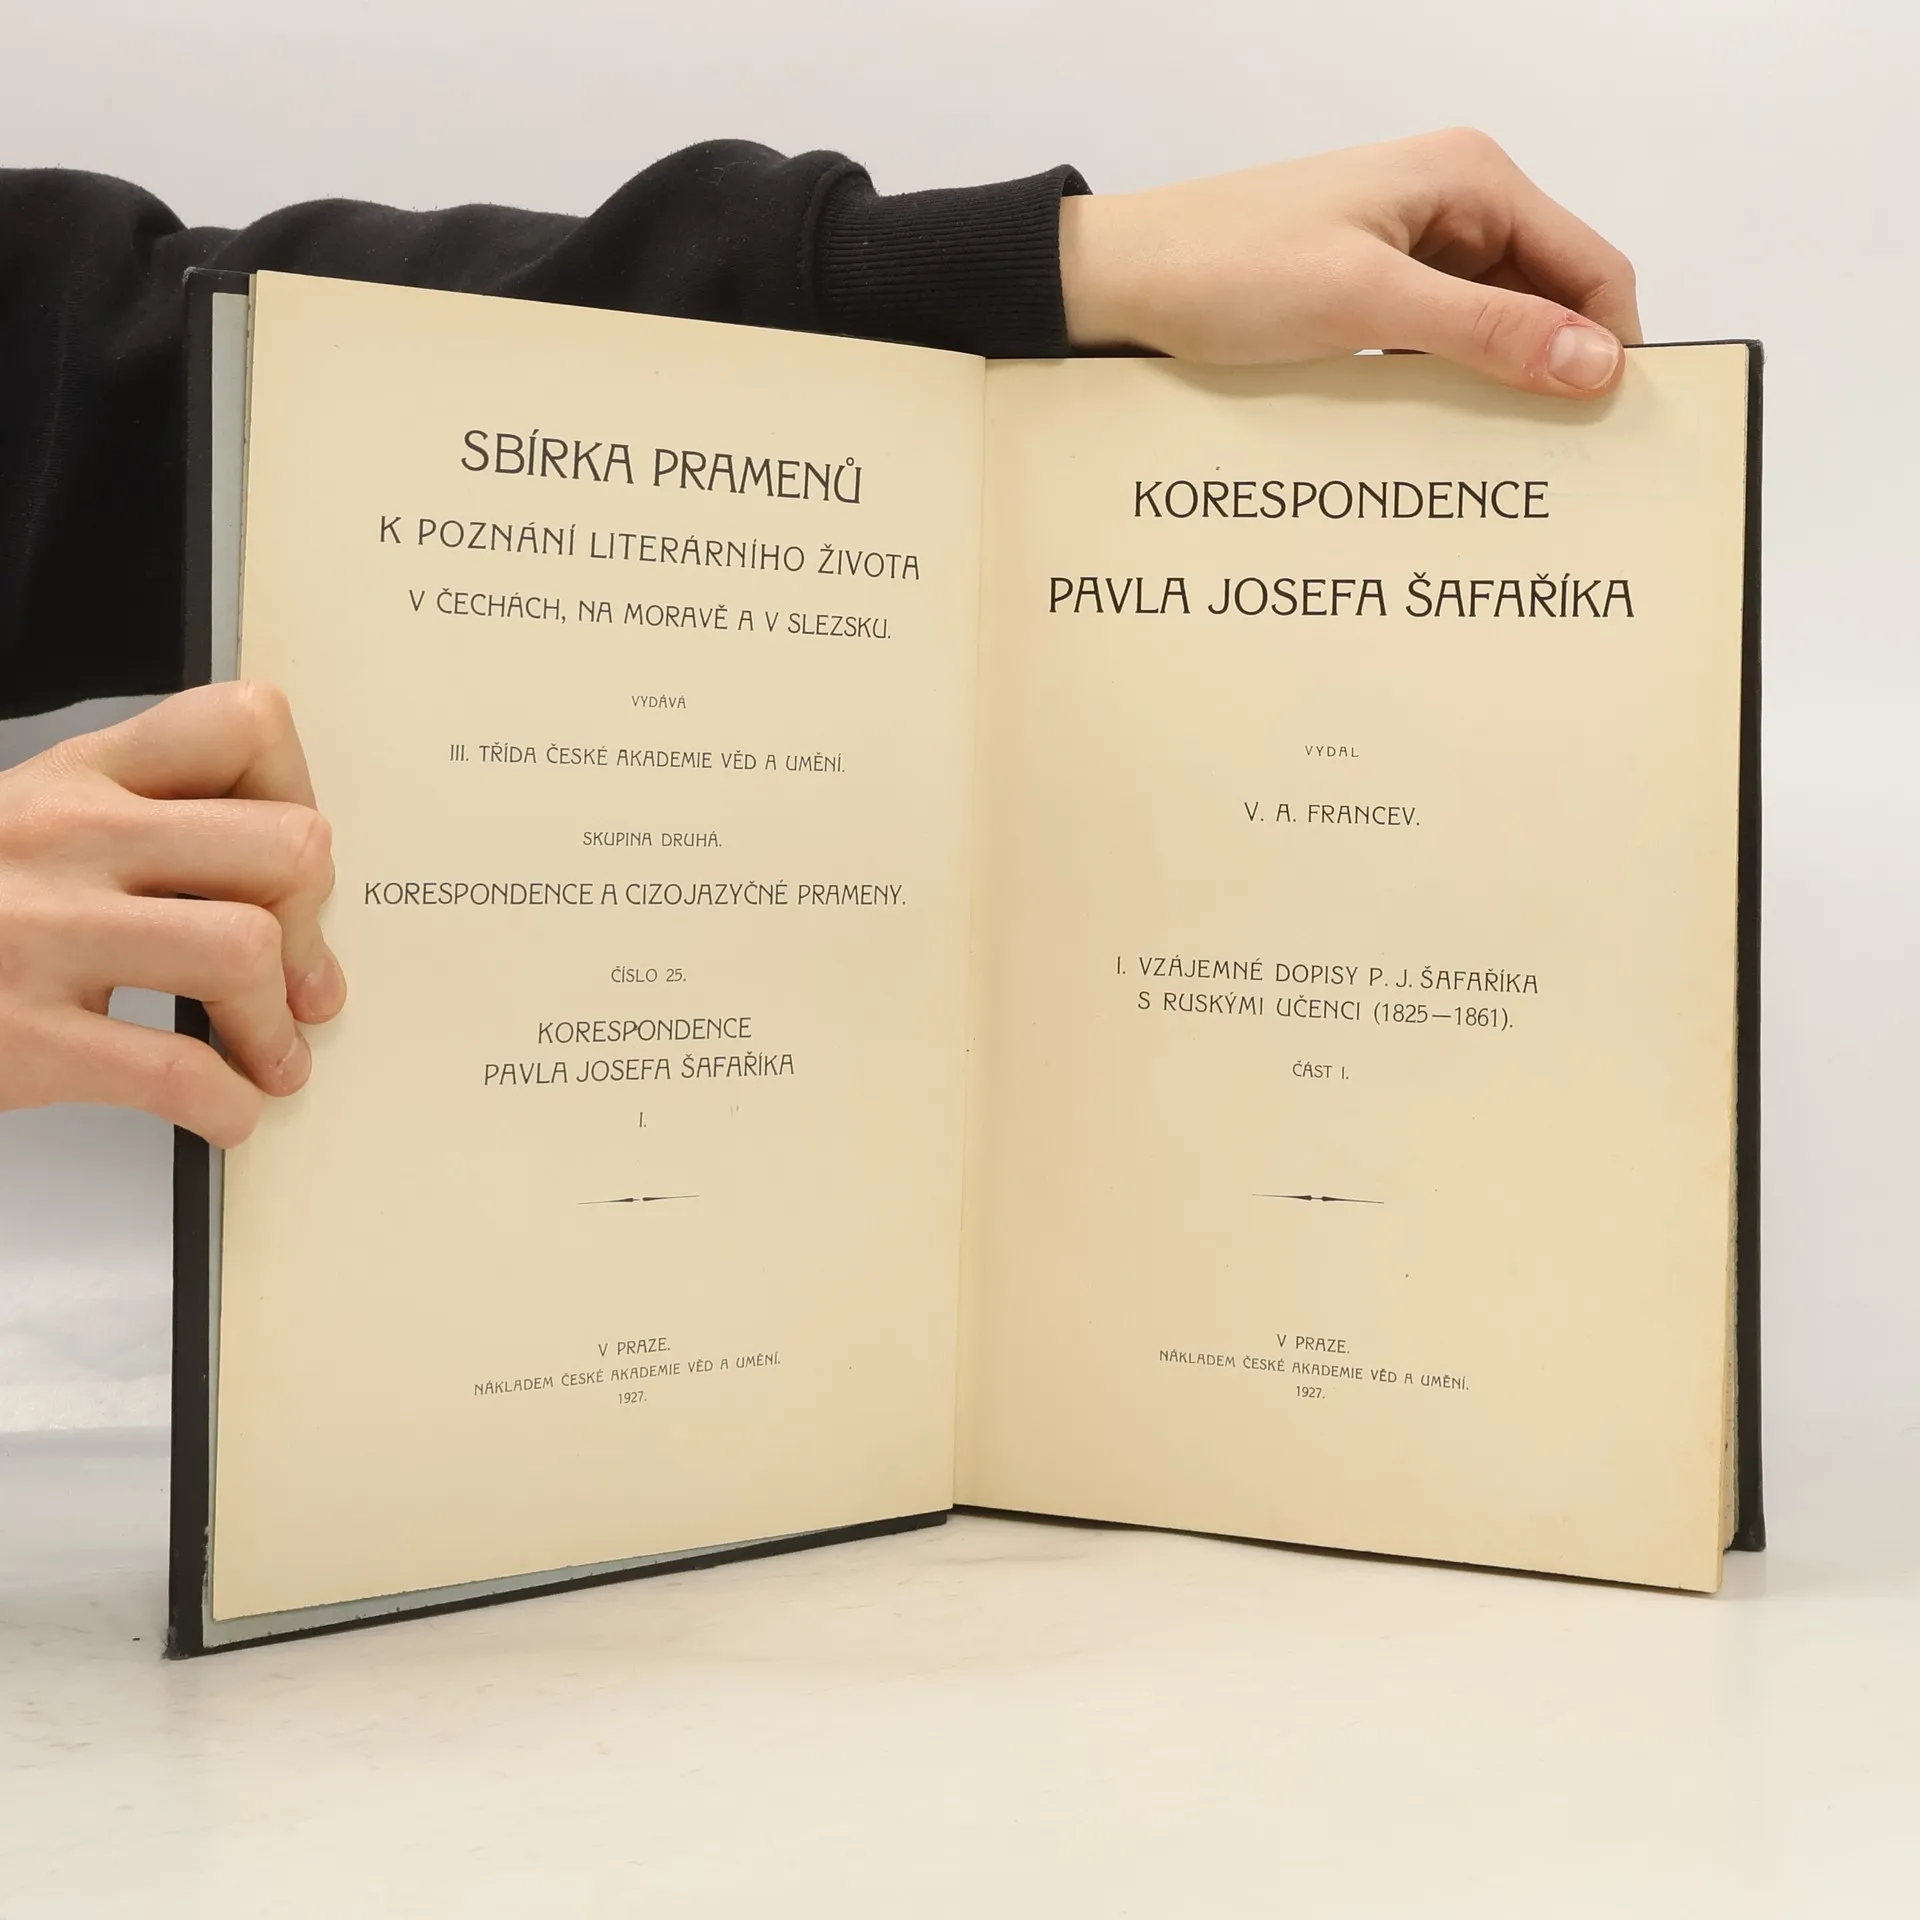 SBÍRKA PRAMENŮ
K POZNÁNÍ LITERÁRNÍHO ŽIVOTA
V ČECHÁCH, NA MORAVĚ A V SLEZSKU.
VYDÁVÁ
III. TŘÍDA ČESKÉ AKADEMIE VĚD A UMĚNÍ.
SKUPINA DRUHÁ.
KORESPONDENCE A CIZOJAZYČNÉ PRAMENY.
ČÍSLO 25.
KORESPONDENCE
PAVLA JOSEFA ŠAFAŘÍKA
I.
V PRAZE.
NÁKLADEM ČESKÉ AKADEMIE VĚD A UMĚNÍ.
1927.
KORESPONDENCE
PAVLA JOSEFA ŠAFAŘÍKA
VYDAL
V. A. FRANCEV.
I. VZÁJEMNÉ DOPISY P. J. ŠAFAŘÍKA
S RUSKÝMI UČENCI (1825—1861).
ČÁST I.
V PRAZE.
NÁKLADEM ČESKÉ AKADEMIE VĚD A UMĚNÍ.
1927.